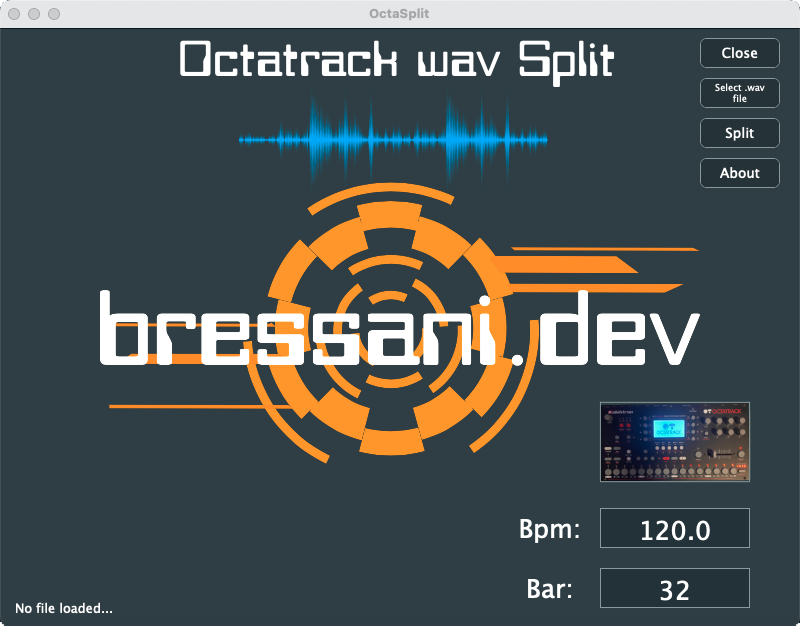 OctaSplit
Octatrack wav Split
Close
Select .wav
file
Split
About
bressani.dev
OCTATRACK
Bpm:
120.0
Bar:
32
No file loaded...